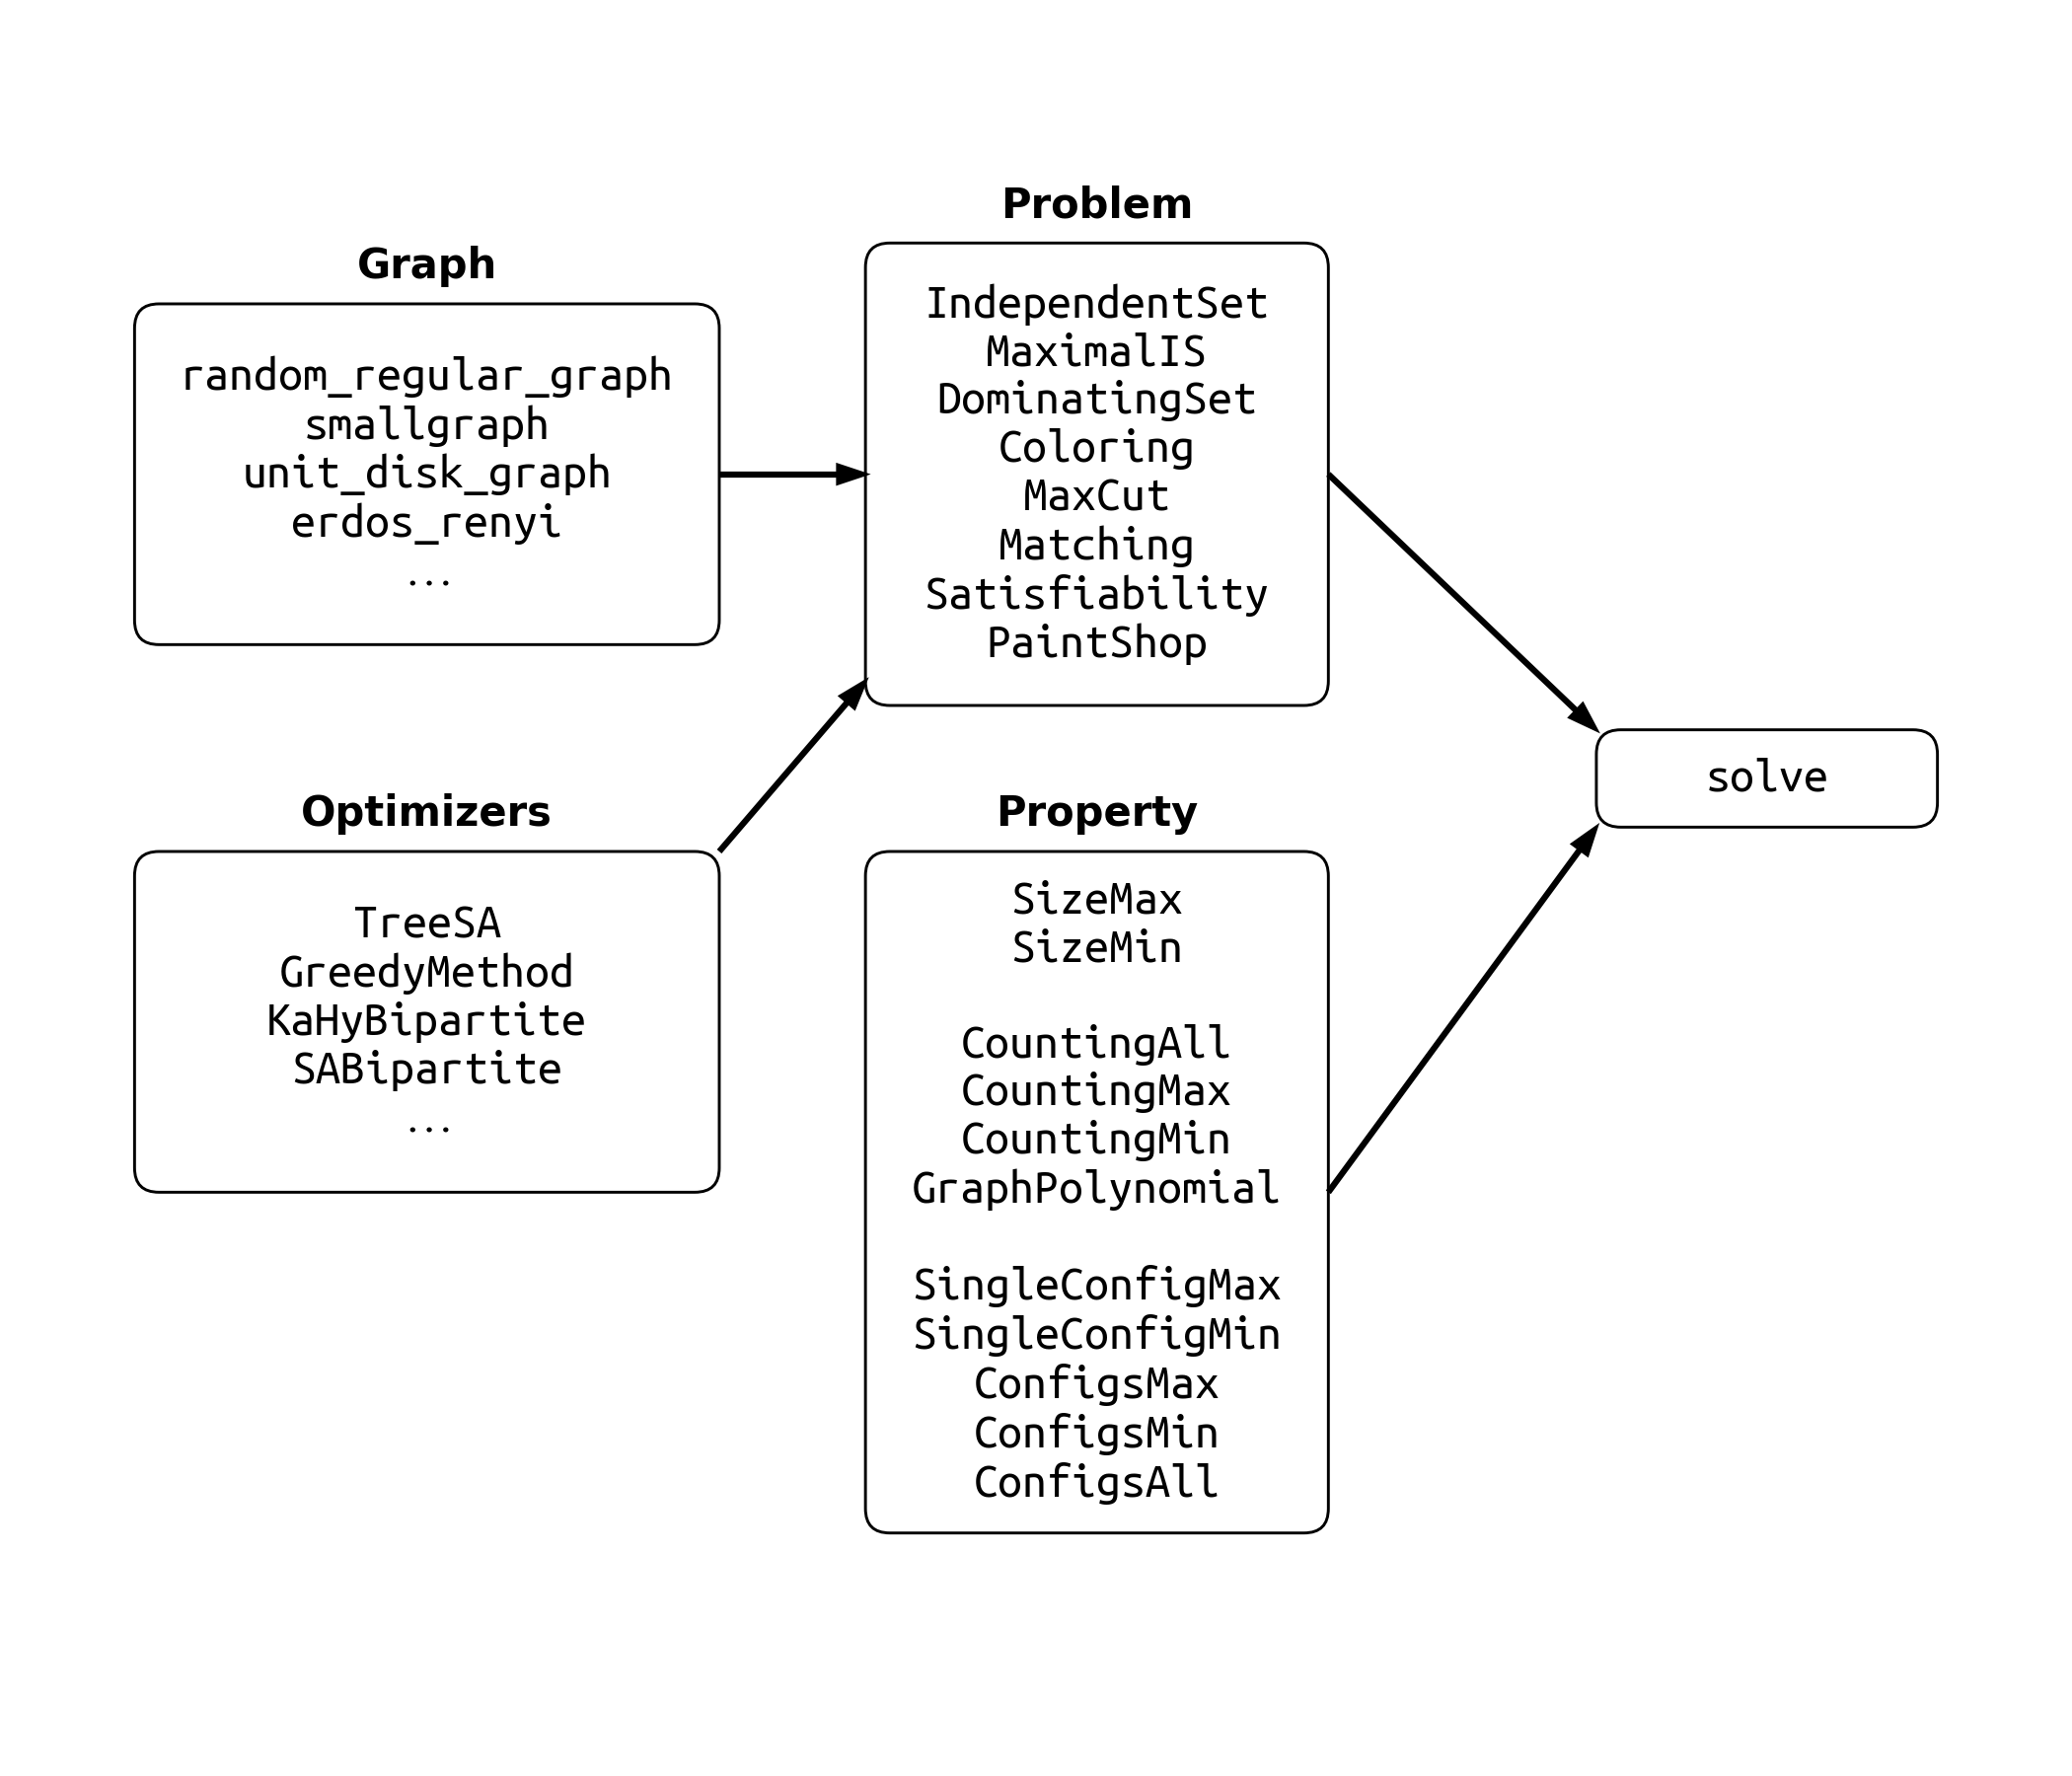 Graph
random_regular_graph
smallgraph
unit_disk_graph
erdos_renyi
...
Problem
IndependentSet
MaximalIS
DominatingSet
Coloring
MaxCut
Matching
Satisfiability
PaintShop
Optimizers
TreeSA
GreedyMethod
KaHyBipartite
SABipartite
...
Property
SizeMax
SizeMin
CountingAll
CountingMax
CountingMin
GraphPolynomial
SingleConfigMax
SingleConfigMin
ConfigsMax
ConfigsMin
ConfigsAll
solve